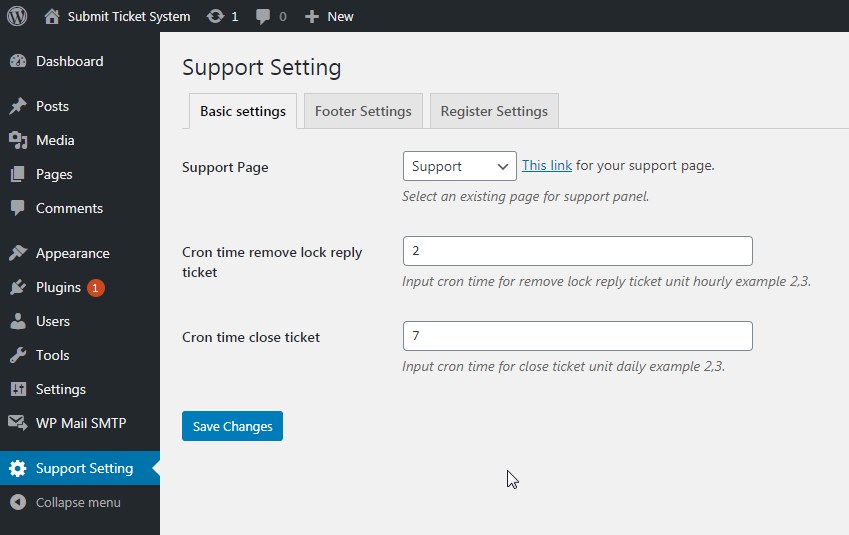 Submit Ticket System 1 0 New
Dashboard
Posts
Media
Pages
Comments
Appearance
Plugins 1
Users
Tools
Settings
WP Mail SMTP
Support Setting
Collapse menu
Support Setting
Basic settings Footer Settings Register Settings
Support Page Support This link for your support page.
Select an existing page for support panel.
Cron time remove lock reply
ticket
2
Input cron time for remove lock reply ticket unit hourly example 2,3.
Cron time close ticket 7
Input cron time for close ticket unit daily example 2,3.
Save Changes